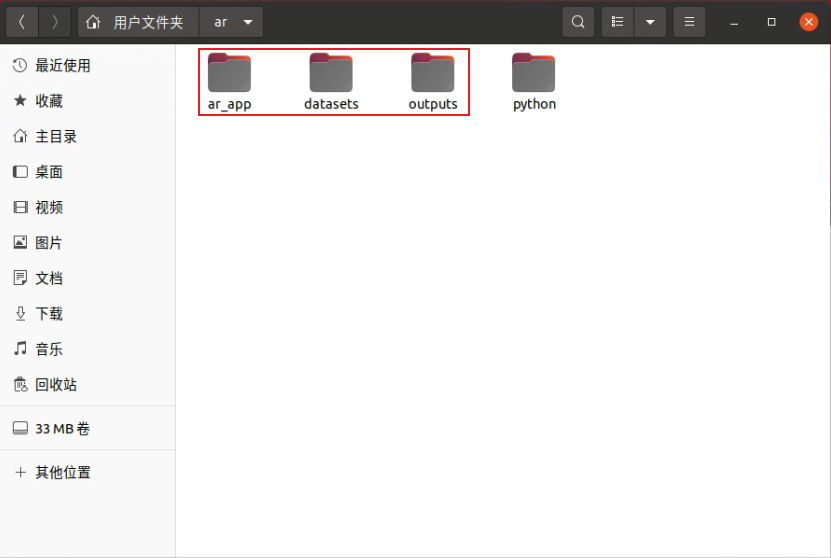 用户文件夹 ar
最近使用
收藏
主目录
桌面
视频
图片
文档
下载
音乐
回收站
33 MB 卷
其他位置
ar_app datasets outputs python